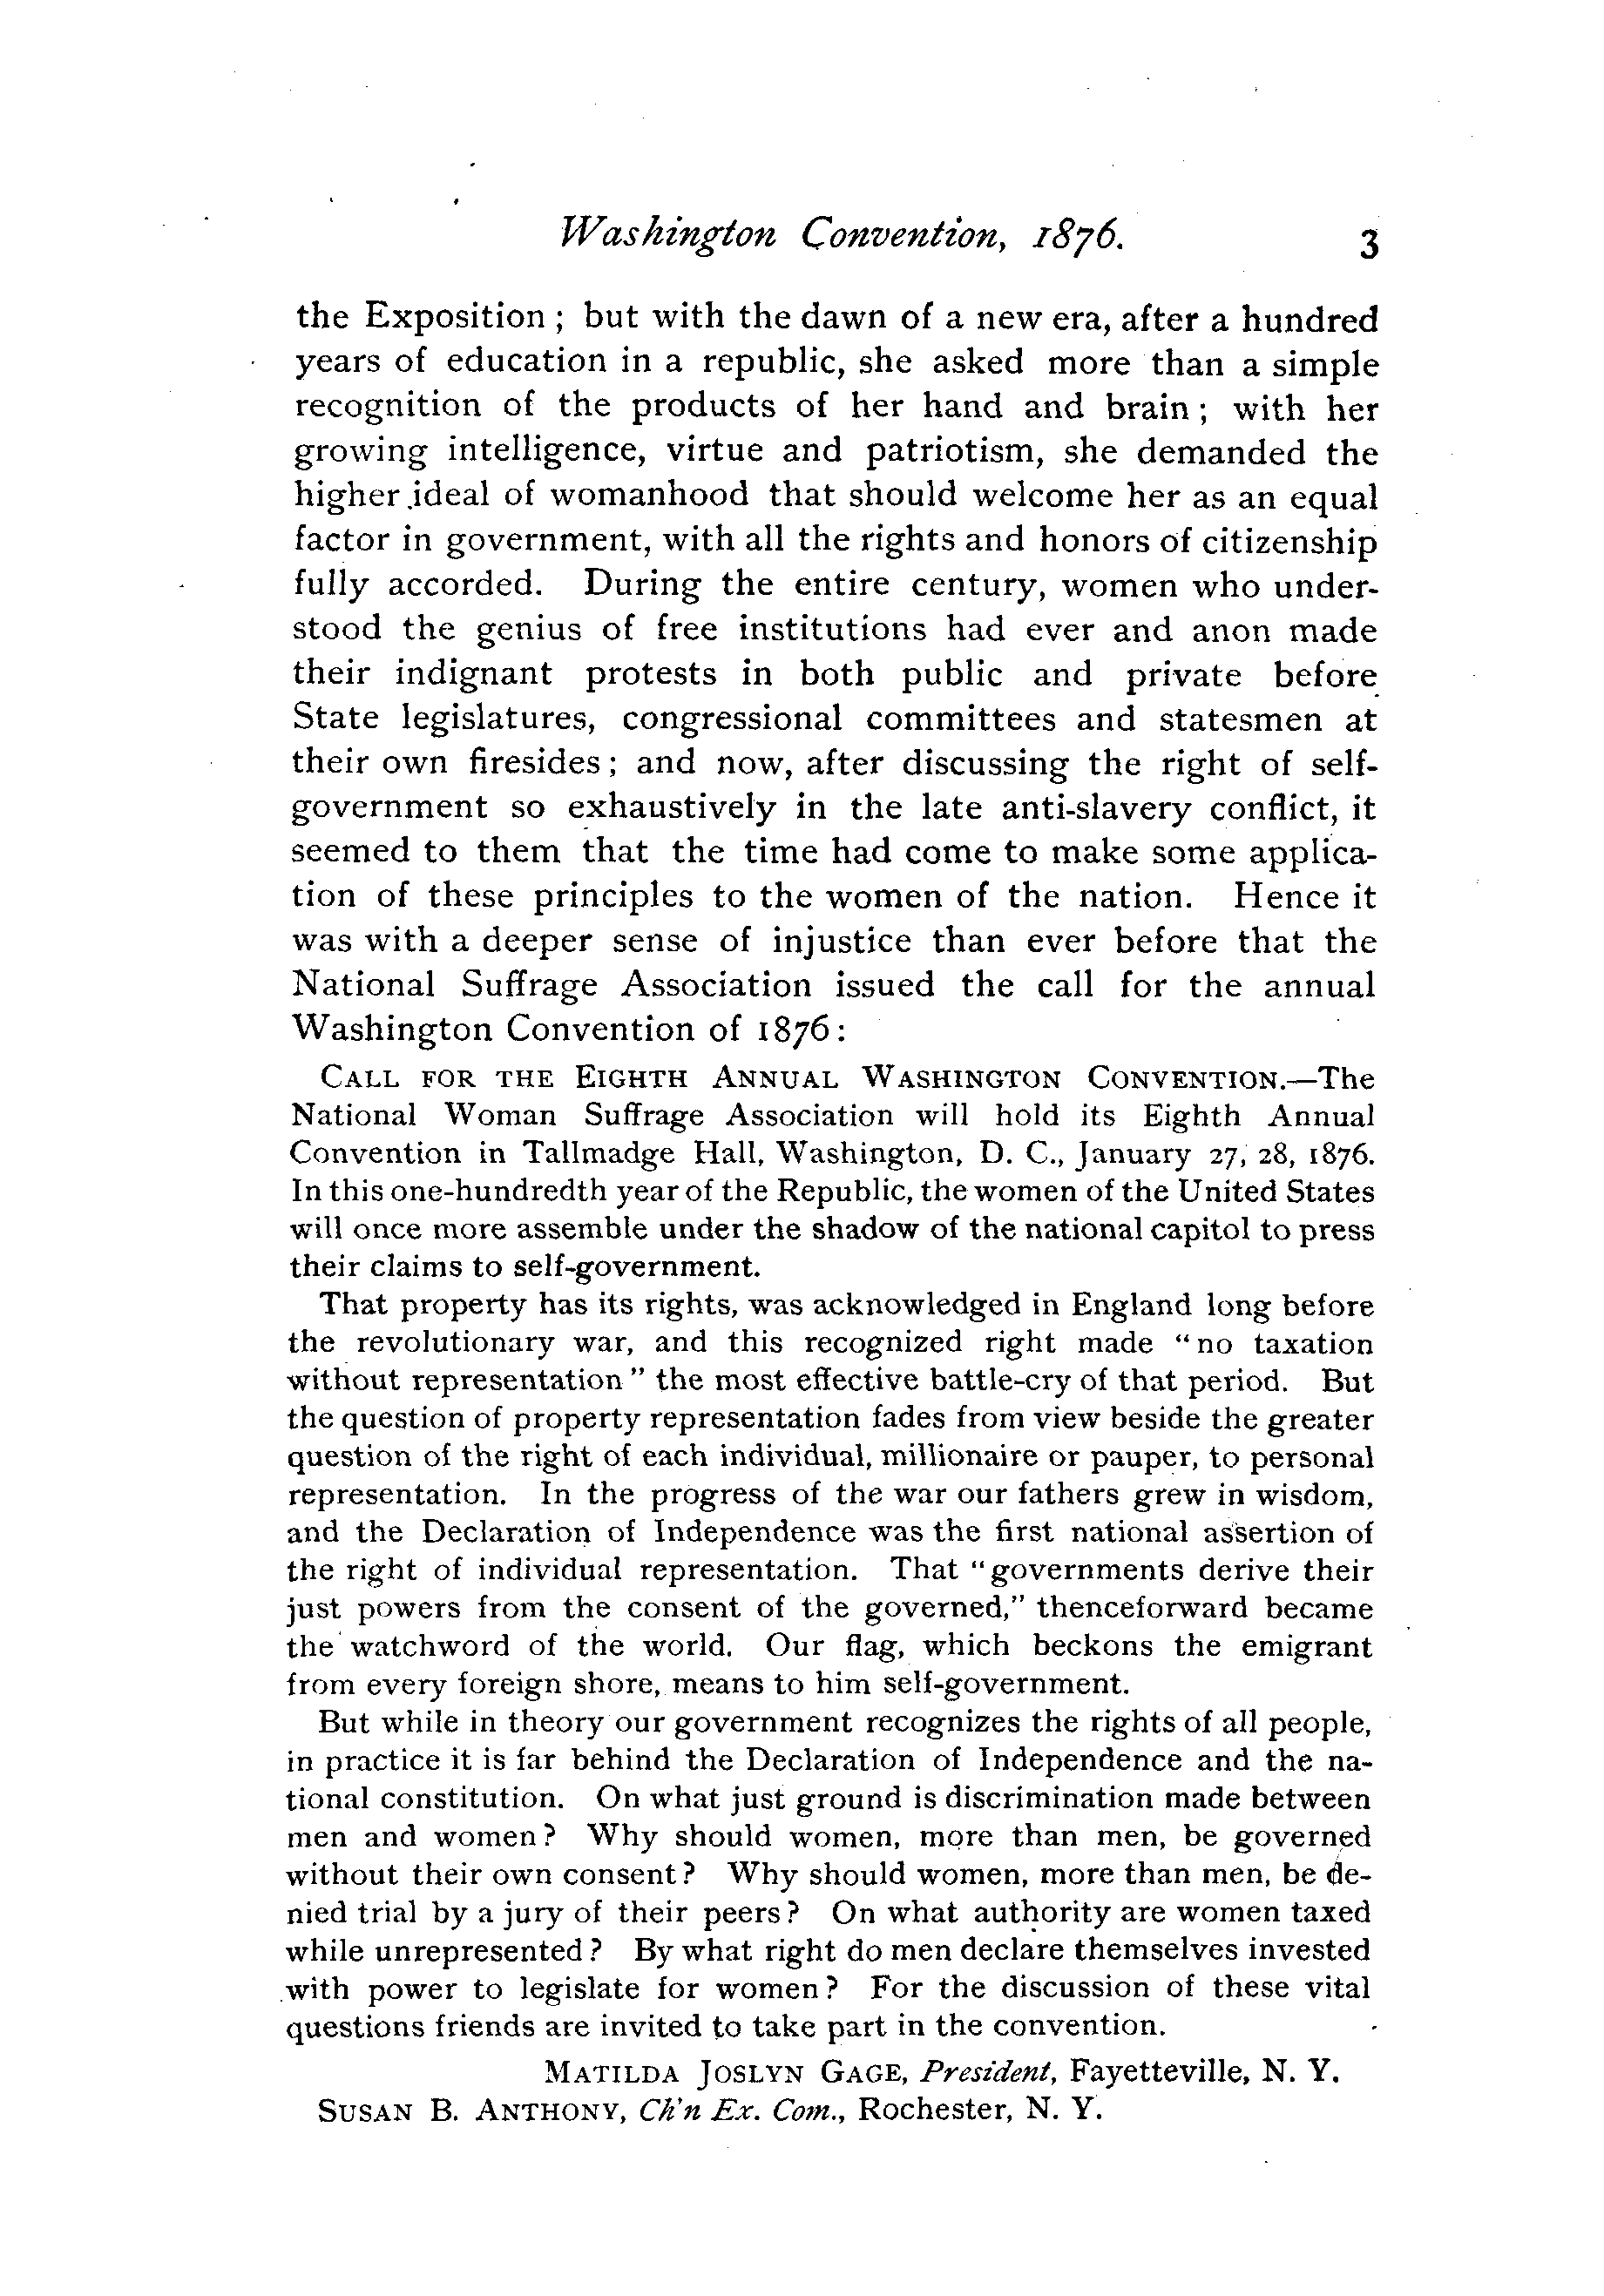 Washington Convention, 1876. 3
the Exposition ; but with the dawn of a new era, after a hundred
years of education in a republic, she asked more than a simple
recognition of the products of her hand and brain ; with her
growing intelligence, virtue and patriotism, she demanded the
higher ideal of womanhood that should welcome her as an equal
factor in government, with all the rights and honors of citizenship
fully accorded. During the entire century, women who under-
stood the genius of free institutions had ever and anon made
their indignant protests in both public and private before
State legislatures, congressional committees and statesmen at
their own firesides ; and now, after discussing the right of self-
government so exhaustively in the late anti-slavery conflict, it
seemed to them that the time had come to make some applica-
tion of these principles to the women of the nation. Hence it
was with a deeper sense of injustice than ever before that the
National Suffrage Association issued the call for the annual
Washington Convention of 1876:
CALL FOR THE EIGHTH ANNUAL WASHINGTON CONVENTION.—The
National Woman Suffrage Association will hold its Eighth Annual
Convention in Tallmadge Hall, Washington, D. C., January 27, 28, 1876.
In this one-hundredth year of the Republic, the women of the United States
will once more assemble under the shadow of the national capitol to press
their claims to self-government.
That property has its rights, was acknowledged in England long before
the revolutionary war, and this recognized right made “ no taxation
without representation ” the most effective battle-cry of that period. But
the question of property representation fades from view beside the greater
question of the right of each individual, millionaire or pauper, to personal
representation. In the progress of the war our fathers grew in wisdom,
and the Declaration of Independence was the first national assertion of
the right of individual representation. That “ governments derive their
just powers from the consent of the governed,” thenceforward became
the watchword of the world. Our flag, which beckons the emigrant
from every foreign shore, means to him self-government.
But while in theory our government recognizes the rights of all people,
in practice it is far behind the Declaration of Independence and the na-
tional constitution. On what just ground is discrimination made between
men and women ? Why should women, more than men, be governed
without their own consent ? Why should women, more than men, be de-
nied trial by a jury of their peers ? On what authority are women taxed
while unrepresented ? By what right do men declare themselves invested
with power to legislate for women ? For the discussion of these vital
questions friends are invited to take part in the convention.
MATILDA JOSLYN GAGE, President, Fayetteville, N. Y.
SUSAN B. ANTHONY, Ch'n Ex. Com., Rochester, N. Y.